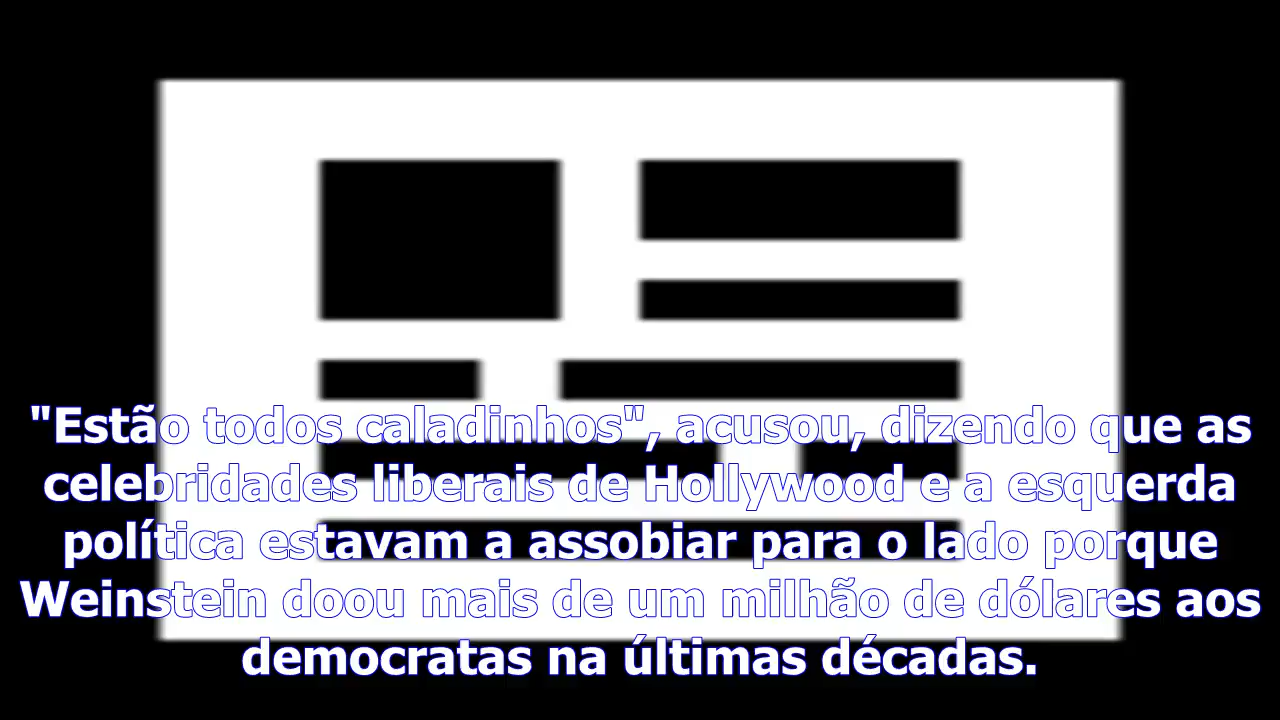 "Estão todos caladinhos", acusou, dizendo que as
celebridades liberais de Hollywood e a esquerda
política estavam a assobiar para o lado porque
Weinstein doou mais de um milhão de dólares aos
democratas na últimas décadas.